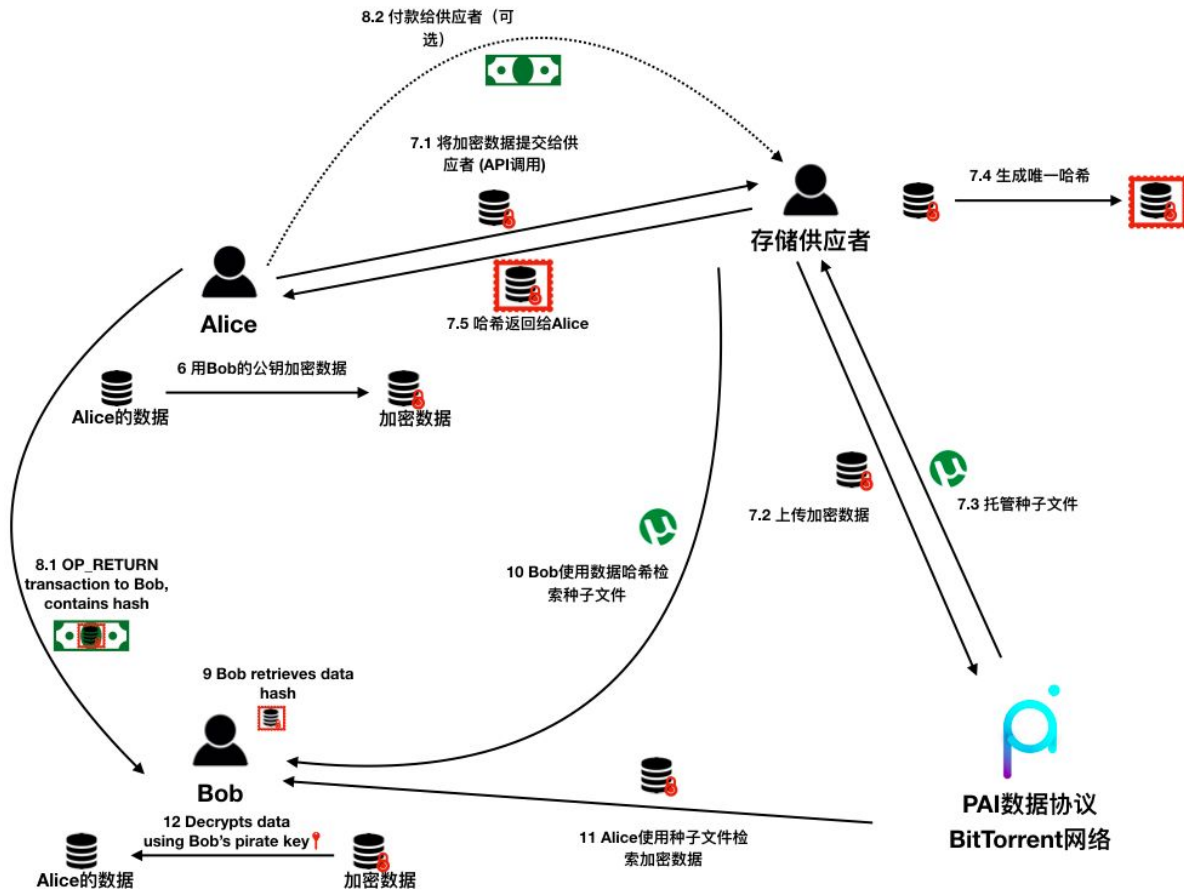 8.2 付款给供应者（可
选）
7.1 将加密数据提交给供
应者 (API调用)
7.4 生成唯一哈希
存储供应者
Alice
7.5 哈希返回给Alice
6 用Bob的公钥加密数据
Alice的数据
加密数据
7.2 上传加密数据
7.3 托管种子文件
8.1 OP_RETURN
transaction to Bob,
contains hash
10 Bob使用数据哈希检
索种子文件
9 Bob retrieves data
hash
Bob
PAI数据协议
BitTorrent网络
12 Decrypts data
using Bob's pirate key
11 Alice使用种子文件检
索加密数据
Alice的数据
加密数据